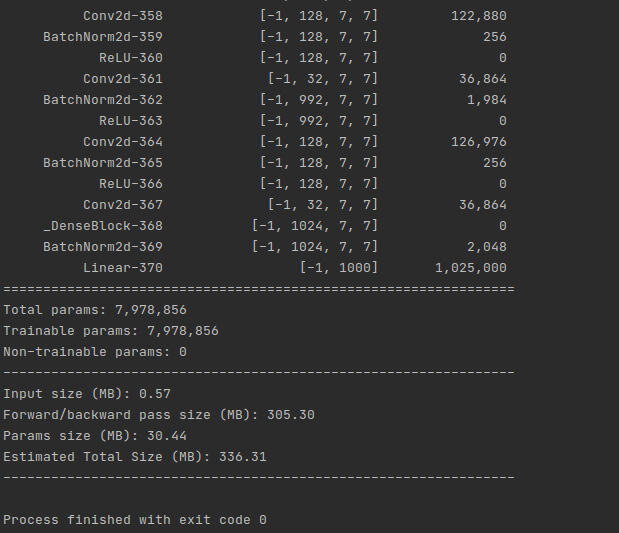 Conv2d-358 [-1, 128, 7, 7] 122,880
BatchNorm2d-359 [-1, 128, 7, 7] 256
ReLU-360 [-1, 128, 7, 7] 0
Conv2d-361 [-1, 32, 7, 7] 36,864
BatchNorm2d-362 [-1, 992, 7, 7] 1,984
ReLU-363 [-1, 992, 7, 7] 0
Conv2d-364 [-1, 128, 7, 7] 126,976
BatchNorm2d-365 [-1, 128, 7, 7] 256
ReLU-366 [-1, 128, 7, 7] 0
Conv2d-367 [-1, 32, 7, 7] 36,864
_DenseBlock-368 [-1, 1024, 7, 7] 0
BatchNorm2d-369 [-1, 1024, 7, 7] 2,048
Linear-370 [-1, 1000] 1,025,000
================================================================
Total params: 7,978,856
Trainable params: 7,978,856
Non-trainable params: 0
----------------------------------------------------------------
Input size (MB): 0.57
Forward/backward pass size (MB): 305.30
Params size (MB): 30.44
Estimated Total Size (MB): 336.31
----------------------------------------------------------------
Process finished with exit code 0